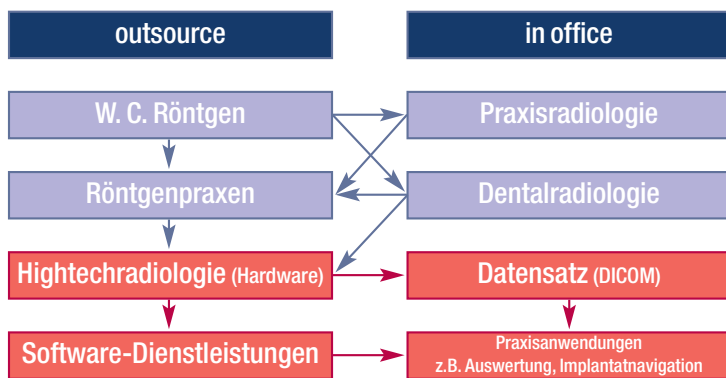 outsource
in office
W. C. Röntgen
Praxisradiologie
Röntgenpraxen
Dentalradiologie
Hightechradiologie (Hardware)
Datensatz (DICOM)
Software-Dienstleistungen
Praxisanwendungen
z.B. Auswertung, Implantatnavigation